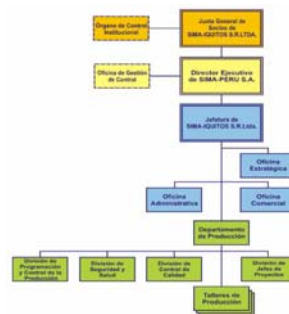 Órgano de Control
Institucional
Junta General de
Socios de
SIMA-IQUITOS S.R.LTDA.
Oficina de Gestión
de Control
Director Ejecutivo
de SIMA-PERU S.A.
Jefatura de
SIMA-IQUITOS S.R.Ltda.
Oficina
Estratégica
Oficina
Administrativa
Oficina
Comercial
Departamento
de Producción
División de
Programación
y Control de la
Producción
División de
Seguridad y
Salud
División de
Control de
Calidad
División de
Jefes de
Proyectos
Talleres de
Producción